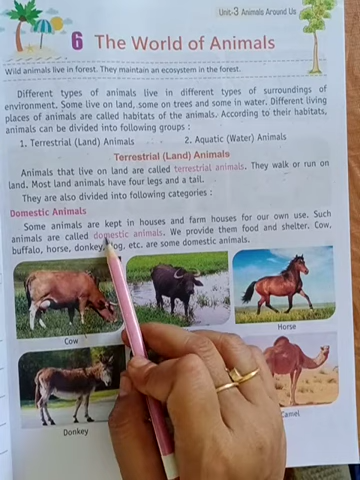 Unit-3 Animals Around Us
6 The World of Animals
Wild animals live in forest. They maintain an ecosystem in the forest.
Different types of animals live in different types of surroundings of
environment. Some live on land, some on trees and some in water. Different living
places of animals are called habitats of the animals. According to their habitats,
animals can be divided into following groups :
1. Terrestrial (Land) Animals 2. Aquatic (Water) Animals
Terrestrial (Land) Animals
Animals that live on land are called terrestrial animals. They walk or run on
land. Most land animals have four legs and a tail.
They are also divided into following categories :
Domestic Animals
Some animals are kept in houses and farm houses for our own use. Such
animals are called domestic animals. We provide them food and shelter. Cow,
buffalo, horse, donkey, dog, etc. are some domestic animals.
Cow
Horse
Donkey
Camel